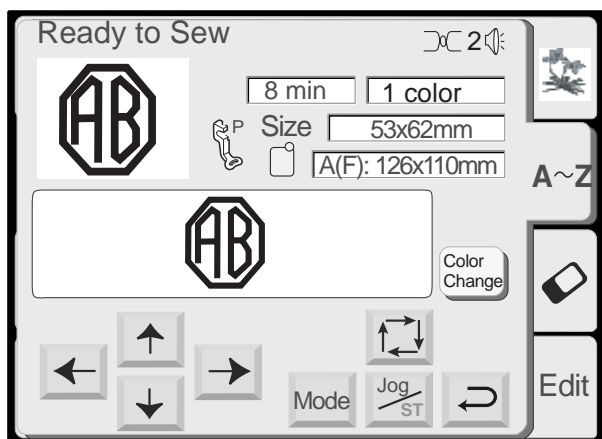 Ready to Sew
2
AB
8 min
1 color
P
Size
53x62mm
A(F): 126x110mm
A~Z
AB
Color
Change
Mode
Jog
ST
Edit